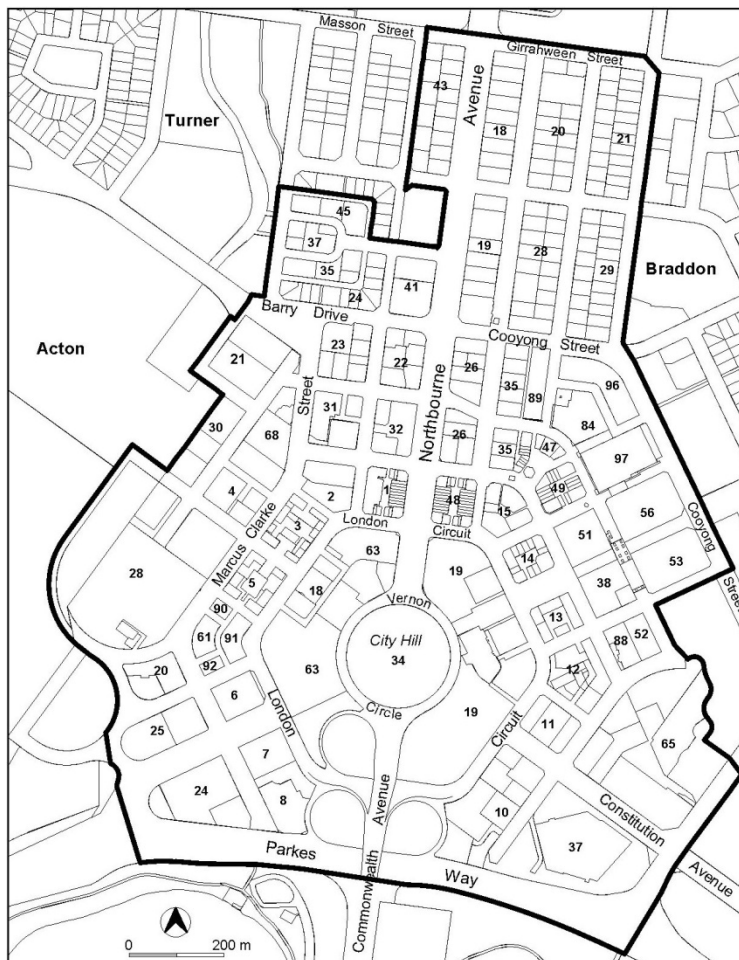 Masson Street
Girrahween Street
43
Avenue
18
20
21
Turner
45
37
35
24
41
19
28
29
Braddon
Barry Drive
Cooyong Street
Acton
21
23
22
26
35
89
96
Street
31
32
Northbourne
26
35
47
84
97
30
68
4
2
1
48
15
49
56
Cooyong
Street
London Circuit
Marcus Clarke
3
63
19
14
51
53
28
5
18
Vernon
38
13
90
61
91
92
City Hill
34
88
52
20
63
12
6
London
Circle
19
Circuit
11
65
25
7
24
8
Avenue
10
Constitution
37
Parkes
Way
Commonwealth
Avenue
0 200 m